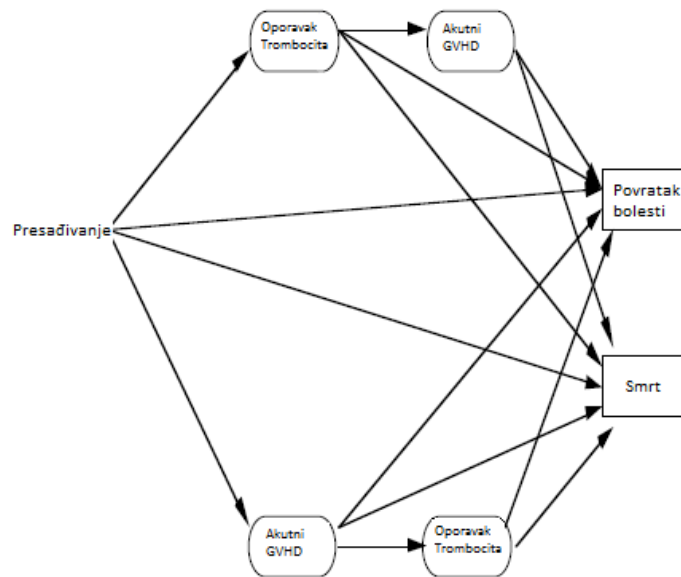 Oporavak
Trombocita
Akutni
GVHD
Povratak
bolesti
Presađivanje
Smrt
Akutni
GVHD
Oporavak
Trombocita